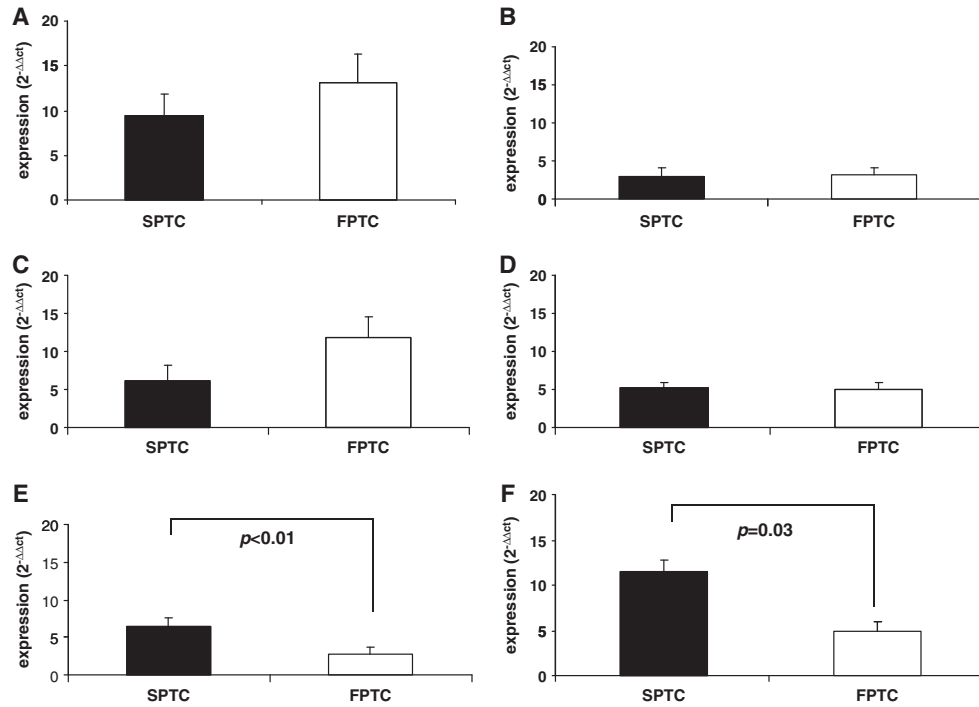 A
expression (2-ΔΔct)
20
15
10
5
0
SPTC
FPTC
B
expression (2-ΔΔct)
20
15
10
5
0
SPTC
FPTC
C
expression (2-ΔΔct)
20
15
10
5
0
SPTC
FPTC
D
expression (2-ΔΔct)
20
15
10
5
0
SPTC
FPTC
E
expression (2-ΔΔct)
20
15
10
5
0
p<0.01
SPTC
FPTC
F
expression (2-ΔΔct)
20
15
10
5
0
p=0.03
SPTC
FPTC